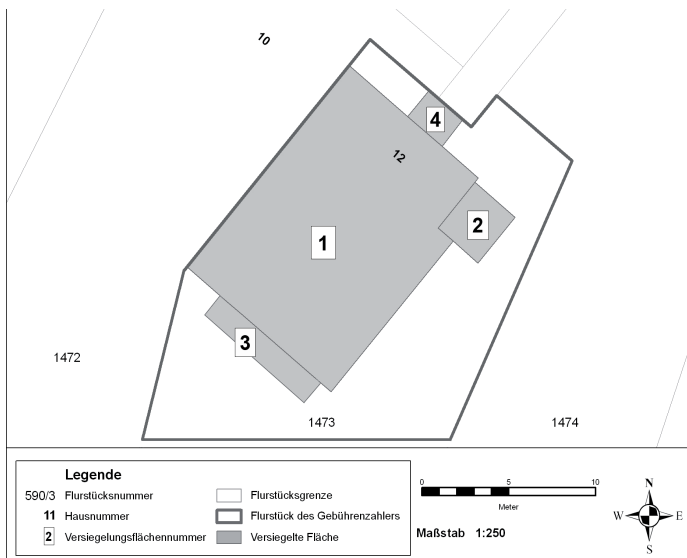 10
4
12
2
1
3
1472
1473
1474
Legende
590/3 Flurstücksnummer
Flurstücksgrenze
11 Hausnummer
Flurstück des Gebührenzahlers
2 Versiegelungsflächennummer
Versiegelte Fläche
0 5 10
Meter
Maßstab 1:250
N
W E
S